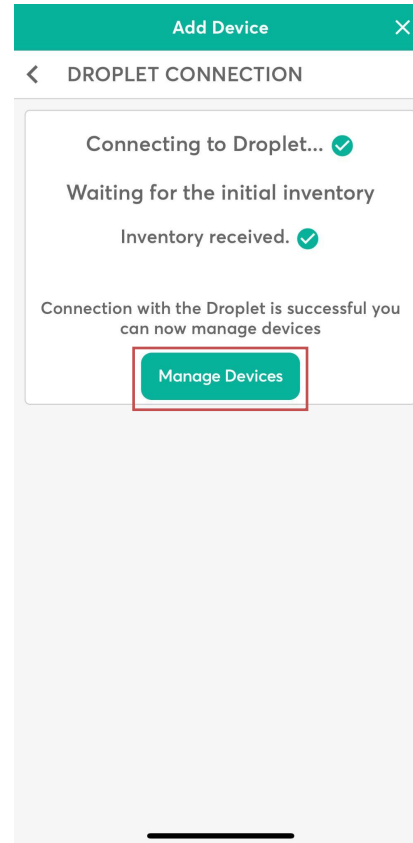 Add Device
DROPLET CONNECTION
Connecting to Droplet...
Waiting for the initial inventory
Inventory received.
Connection with the Droplet is successful you
can now manage devices
Manage Devices